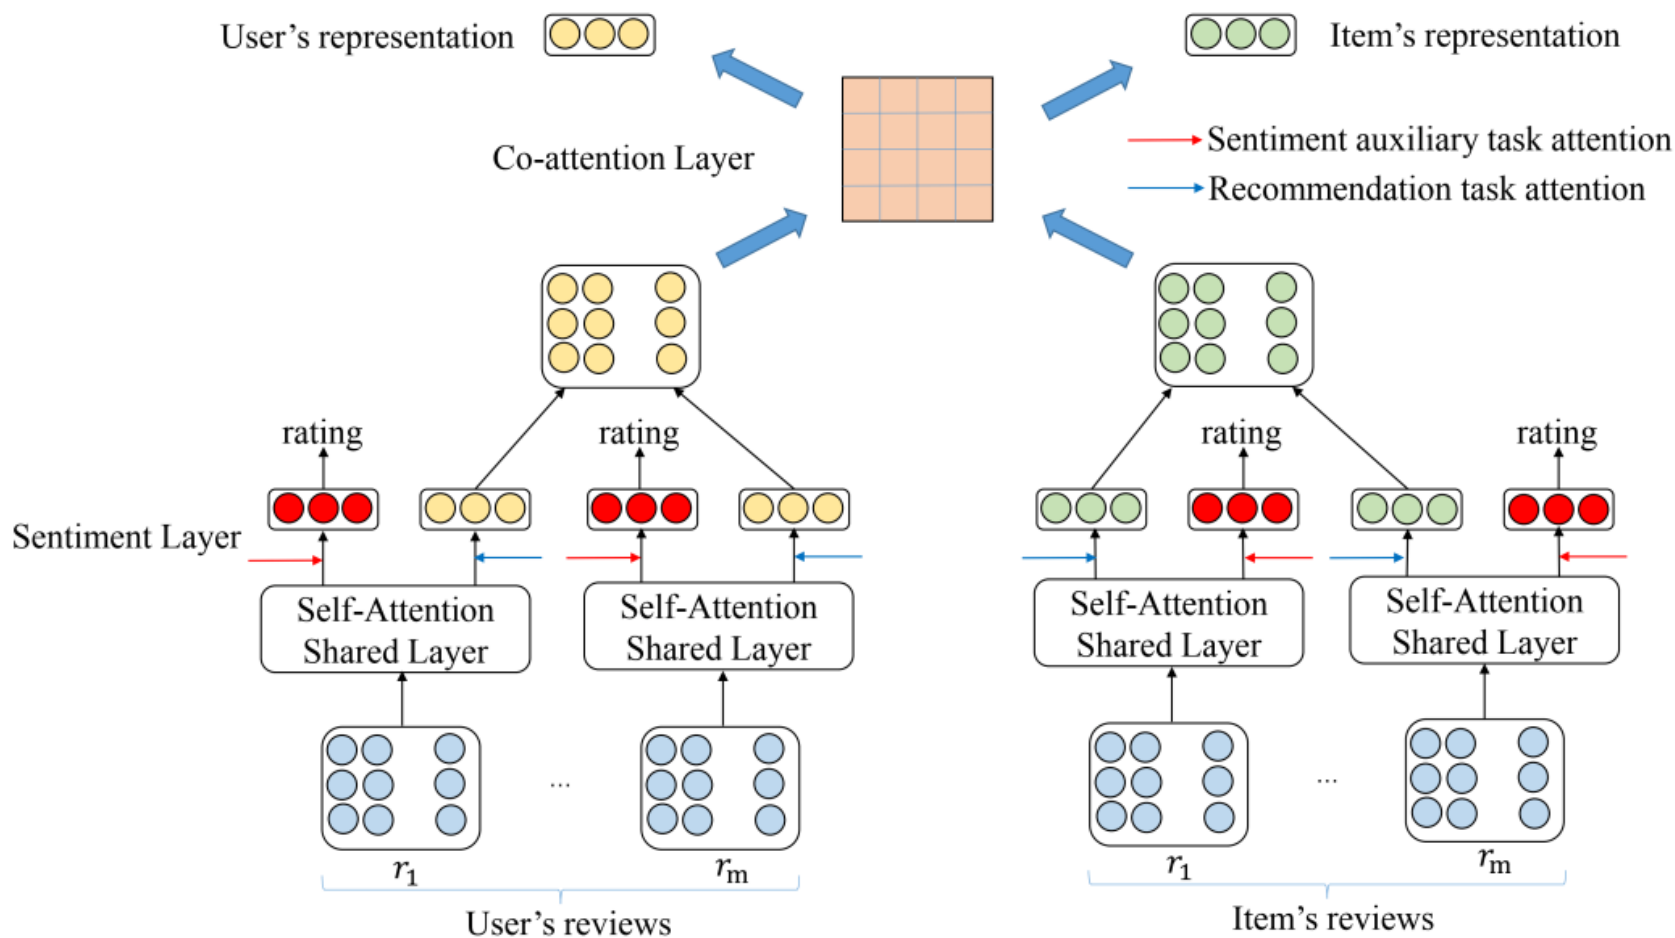 User's representation
Item's representation
Co-attention Layer
Sentiment auxiliary task attention
Recommendation task attention
rating
rating
rating
rating
Sentiment Layer
Self-Attention
Shared Layer
Self-Attention
Shared Layer
Self-Attention
Shared Layer
Self-Attention
Shared Layer
...
...
r1
rm
r1
rm
User's reviews
Item's reviews